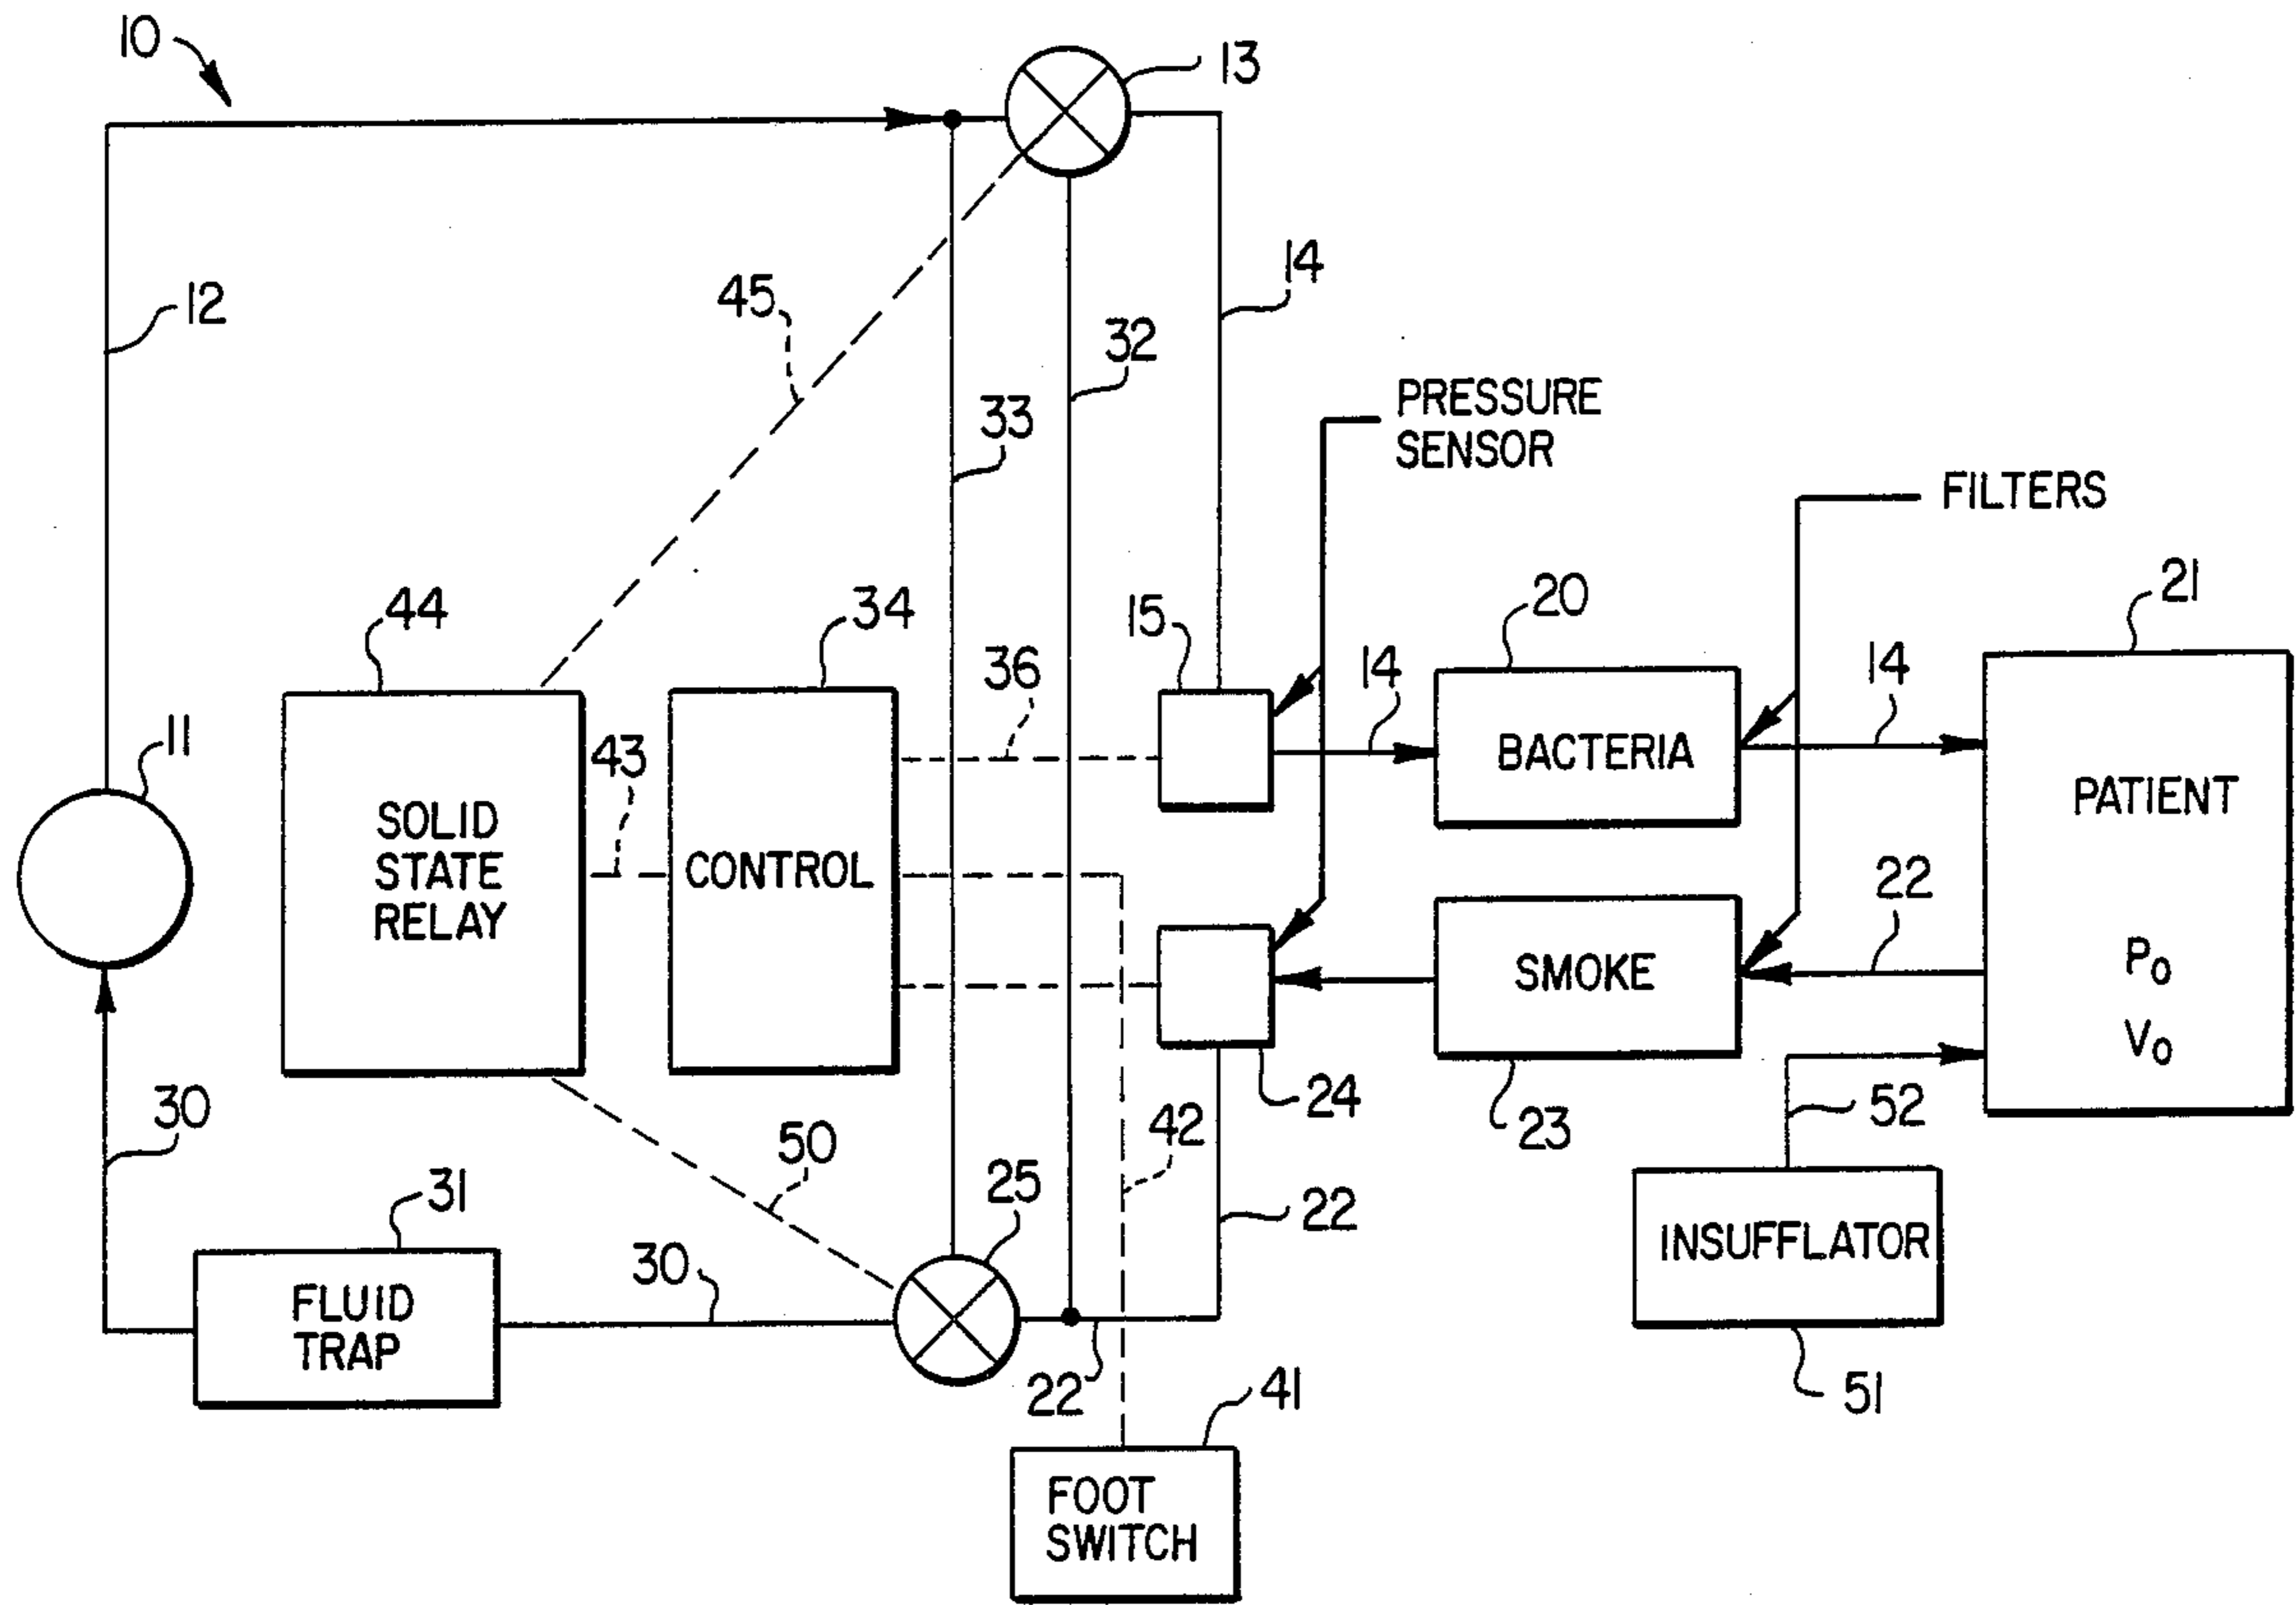 10
13
12
45
14
32
33
PRESSURE
SENSOR
FILTERS
44
34
15
20
21
36
14
14
11
43
BACTERIA
PATIENT
SOLID
STATE
RELAY
CONTROL
22
SMOKE
P0
V0
30
50
42
24
23
52
31
25
22
30
INSUFFLATOR
FLUID
TRAP
22
41
51
FOOT
SWITCH